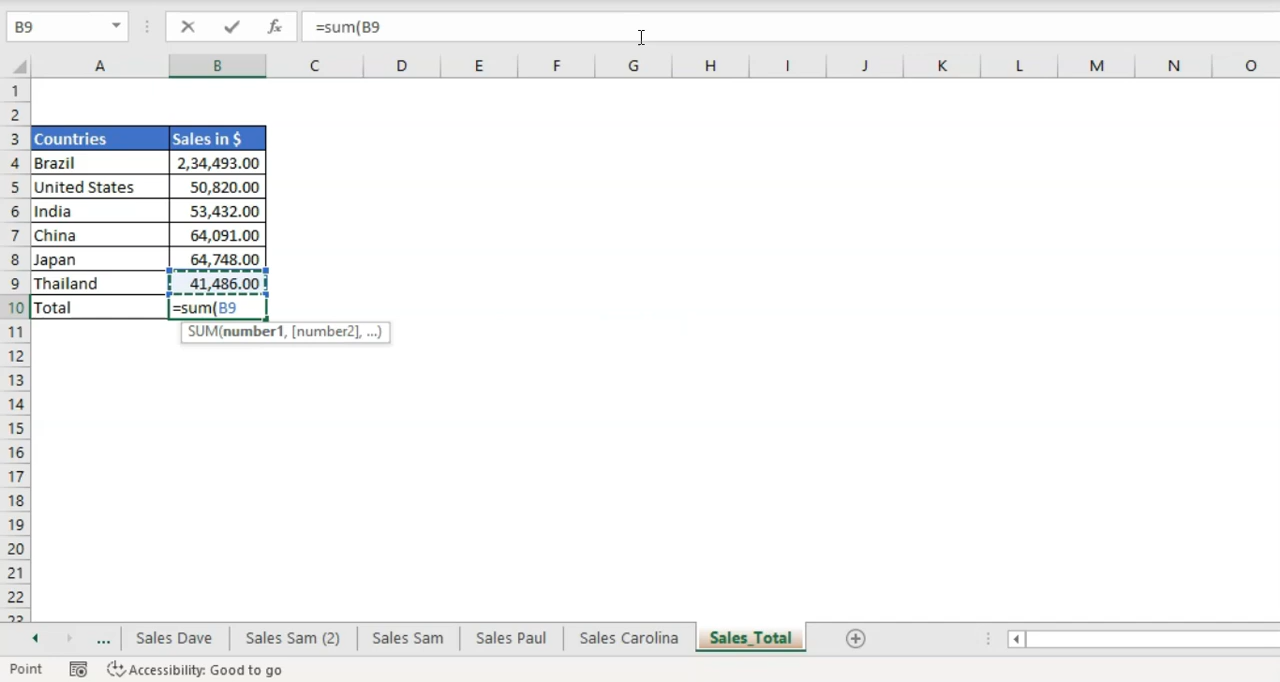 B9 fx =sum(B9
A B C D E F G H I J K L M N O
1
2
3 Countries Sales in $
4 Brazil 2,34,493.00
5 United States 50,820.00
6 India 53,432.00
7 China 64,091.00
8 Japan 64,748.00
9 Thailand 41,486.00
10 Total =sum(B9
11 SUM(number1, [number2], ...)
12
13
14
15
16
17
18
19
20
21
22
23
... Sales Dave Sales Sam (2) Sales Sam Sales Paul Sales Carolina Sales_Total
Point Accessibility: Good to go